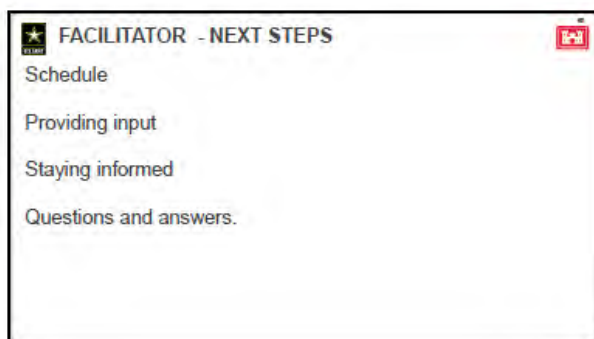 FACILITATOR - NEXT STEPS
Schedule
Providing input
Staying informed
Questions and answers.